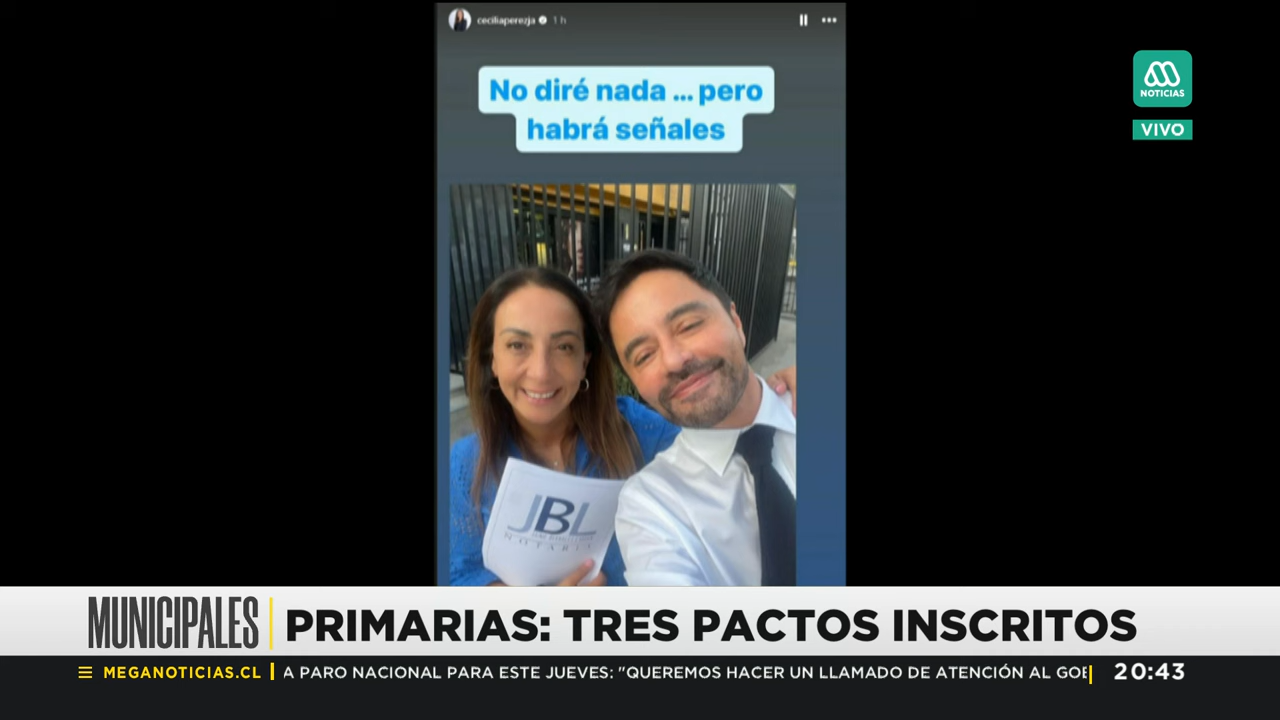 ceciliaperezja 1 h
No diré nada ... pero
habrá señales
NOTICIAS
VIVO
JBL
NOTARIA
MUNICIPALES
PRIMARIAS: TRES PACTOS INSCRITOS
MEGANOTICIAS.CL
A PARO NACIONAL PARA ESTE JUEVES: "QUEREMOS HACER UN LLAMADO DE ATENCIÓN AL GOB
20:43